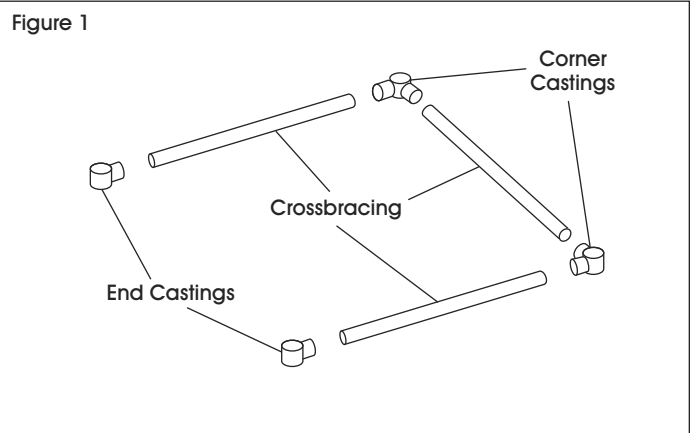 Figure 1
Corner
Castings
Crossbracing
End Castings